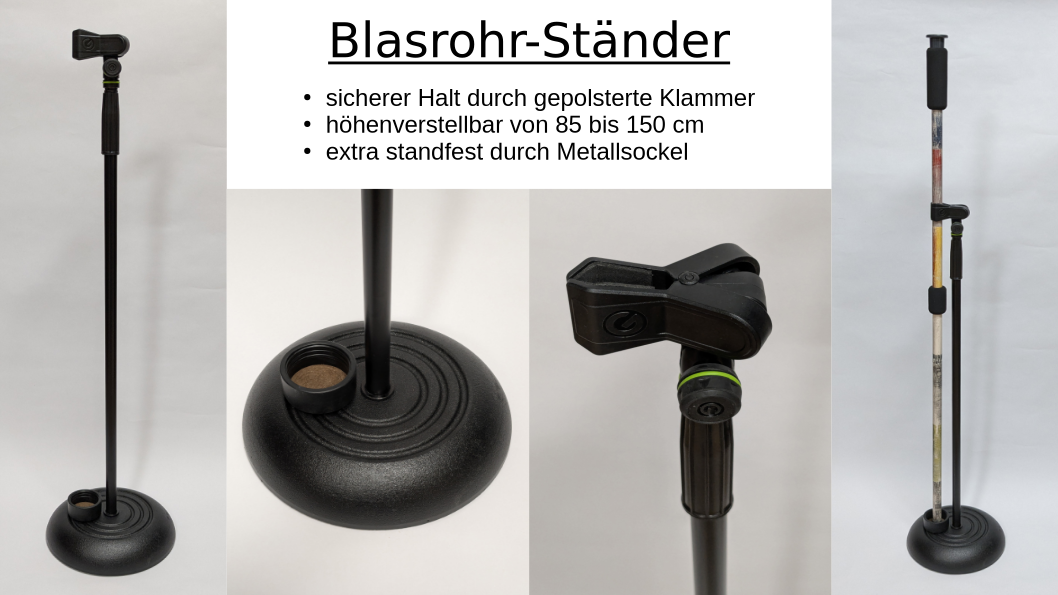 Blasrohr-Ständer
• sicherer Halt durch gepolsterte Klammer
• höhenverstellbar von 85 bis 150 cm
• extra standfest durch Metallsockel